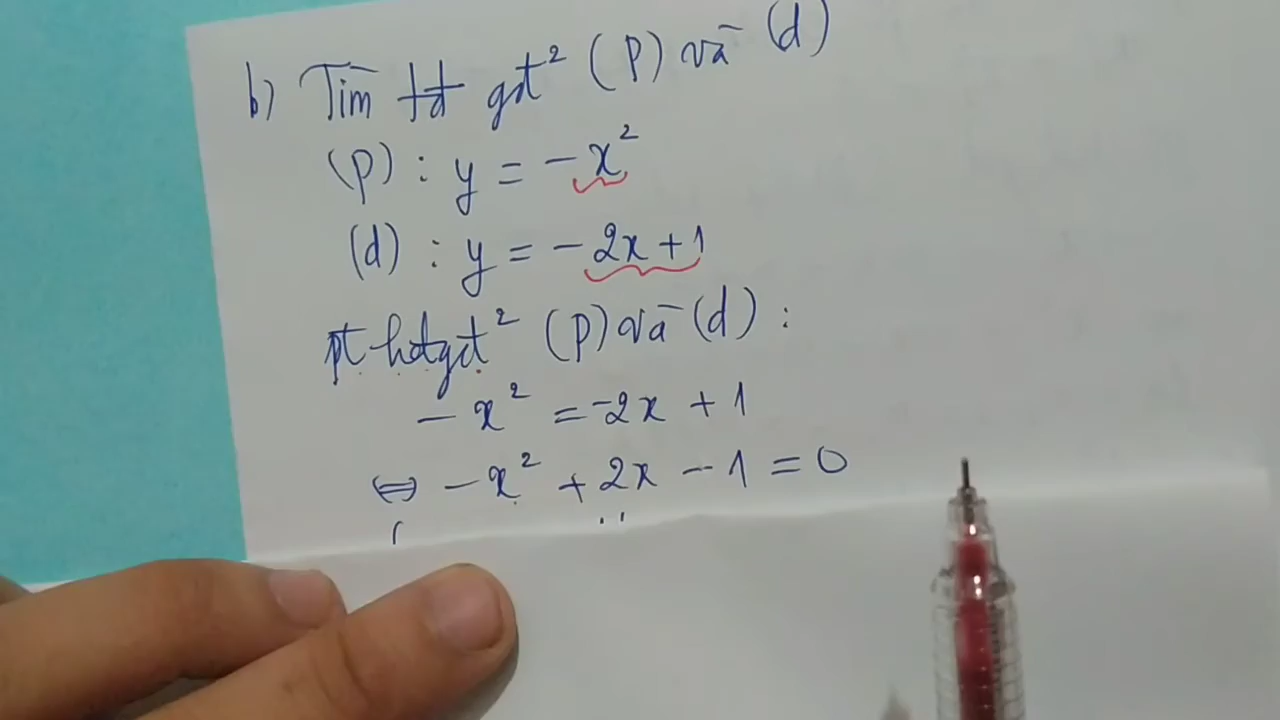 b) Tìm tđ gđ² (P) và (d)
(P) : y = -x²
(d) : y = -2x+1
pt hđgđ² (P) và (d) :
-x² = -2x + 1
⇔ -x² + 2x - 1 = 0